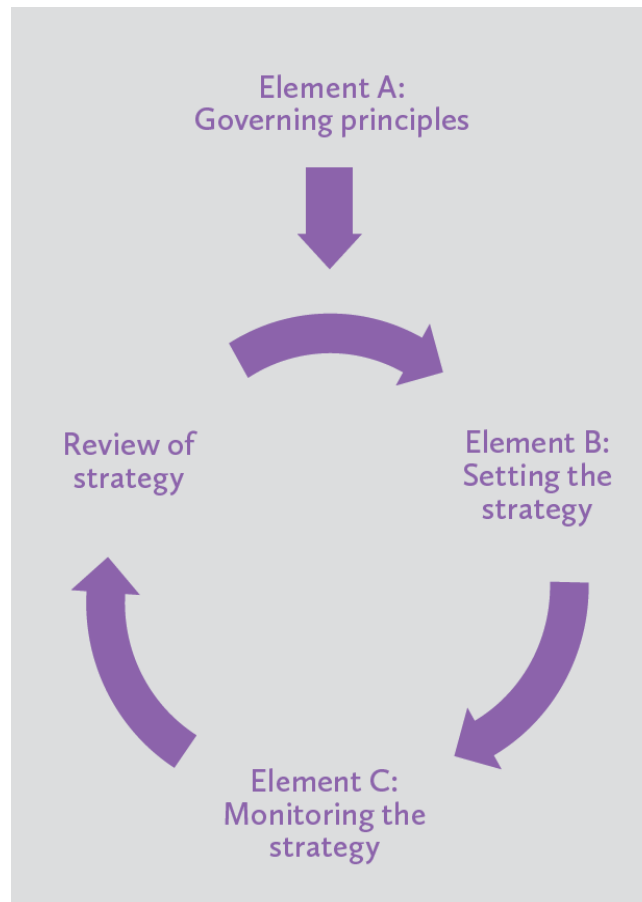 Element A:
Governing principles
Review of
strategy
Element B:
Setting the
strategy
Element C:
Monitoring the
strategy